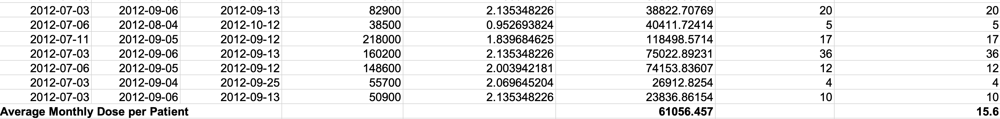 2012-07-03 2012-09-06 2012-09-13 82900 2.135348226 38822.70769 20 20
2012-07-06 2012-08-04 2012-10-12 38500 0.952693824 40411.72414 5 5
2012-07-11 2012-09-05 2012-09-12 218000 1.839684625 118498.5714 17 17
2012-07-03 2012-09-06 2012-09-13 160200 2.135348226 75022.89231 36 36
2012-07-06 2012-09-05 2012-09-12 148600 2.003942181 74153.83607 12 12
2012-07-03 2012-09-04 2012-09-25 55700 2.069645204 26912.8254 4 4
2012-07-03 2012-09-06 2012-09-13 50900 2.135348226 23836.86154 10 10
Average Monthly Dose per Patient 61056.457 15.6